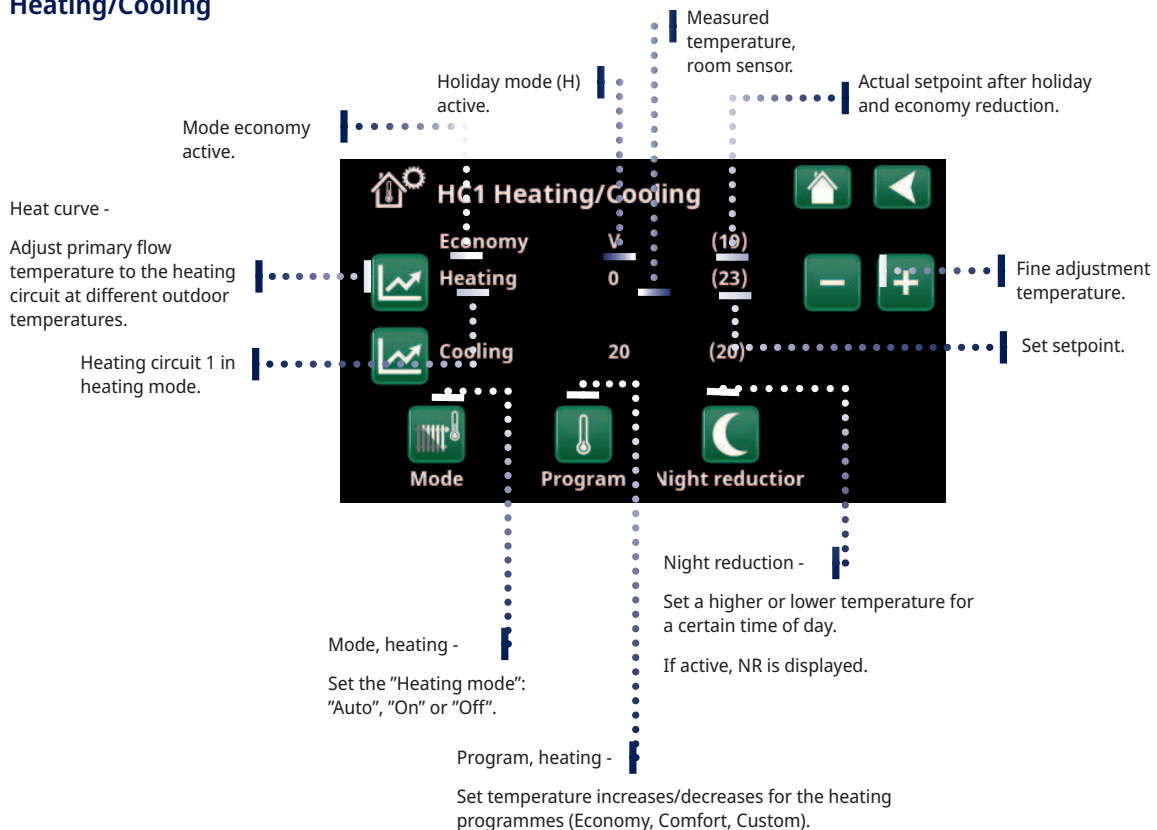 Heating/Cooling
Measured
temperature,
room sensor.
Holiday mode (H)
active.
Actual setpoint after holiday
and economy reduction.
Mode economy
active.
Heat curve -
Adjust primary flow
temperature to the heating
circuit at different outdoor
temperatures.
Heating circuit 1 in
heating mode.
HC1 Heating/Cooling
Economy V (19)
Heating 0 (23)
Cooling 20 (20)
Mode Program Night reduction
Fine adjustment
temperature.
Set setpoint.
Night reduction -
Set a higher or lower temperature for
a certain time of day.
If active, NR is displayed.
Mode, heating -
Set the ”Heating mode”:
”Auto”, ”On” or ”Off”.
Program, heating -
Set temperature increases/decreases for the heating
programmes (Economy, Comfort, Custom).